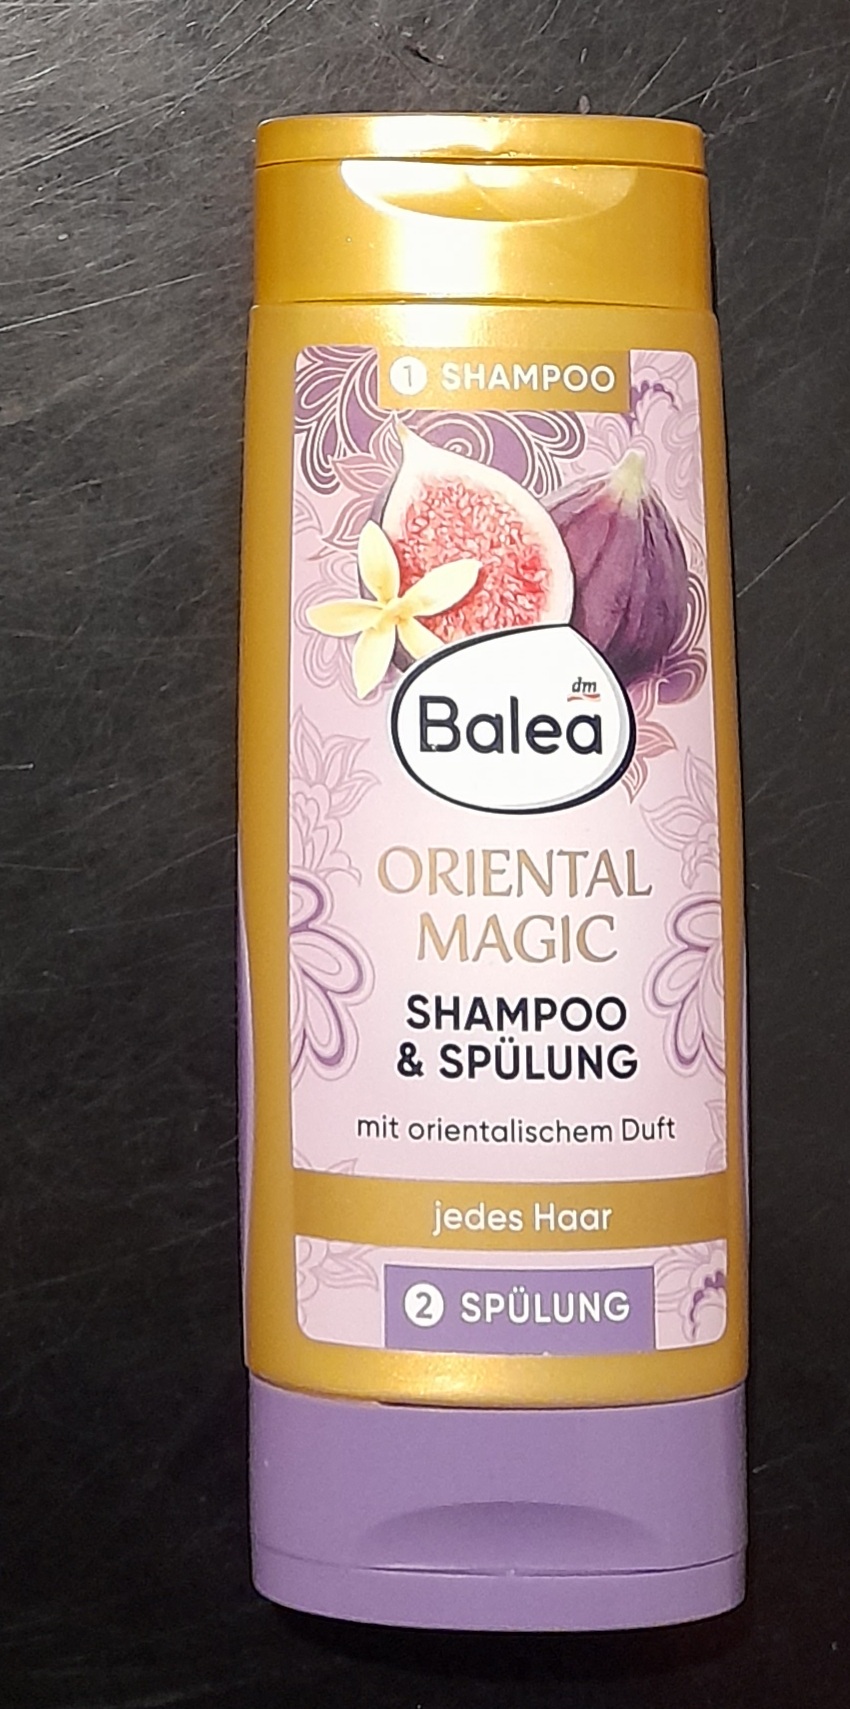 1 SHAMPOO
dm
Balea
ORIENTAL
MAGIC
SHAMPOO
& SPÜLUNG
mit orientalischem Duft
jedes Haar
2 SPÜLUNG